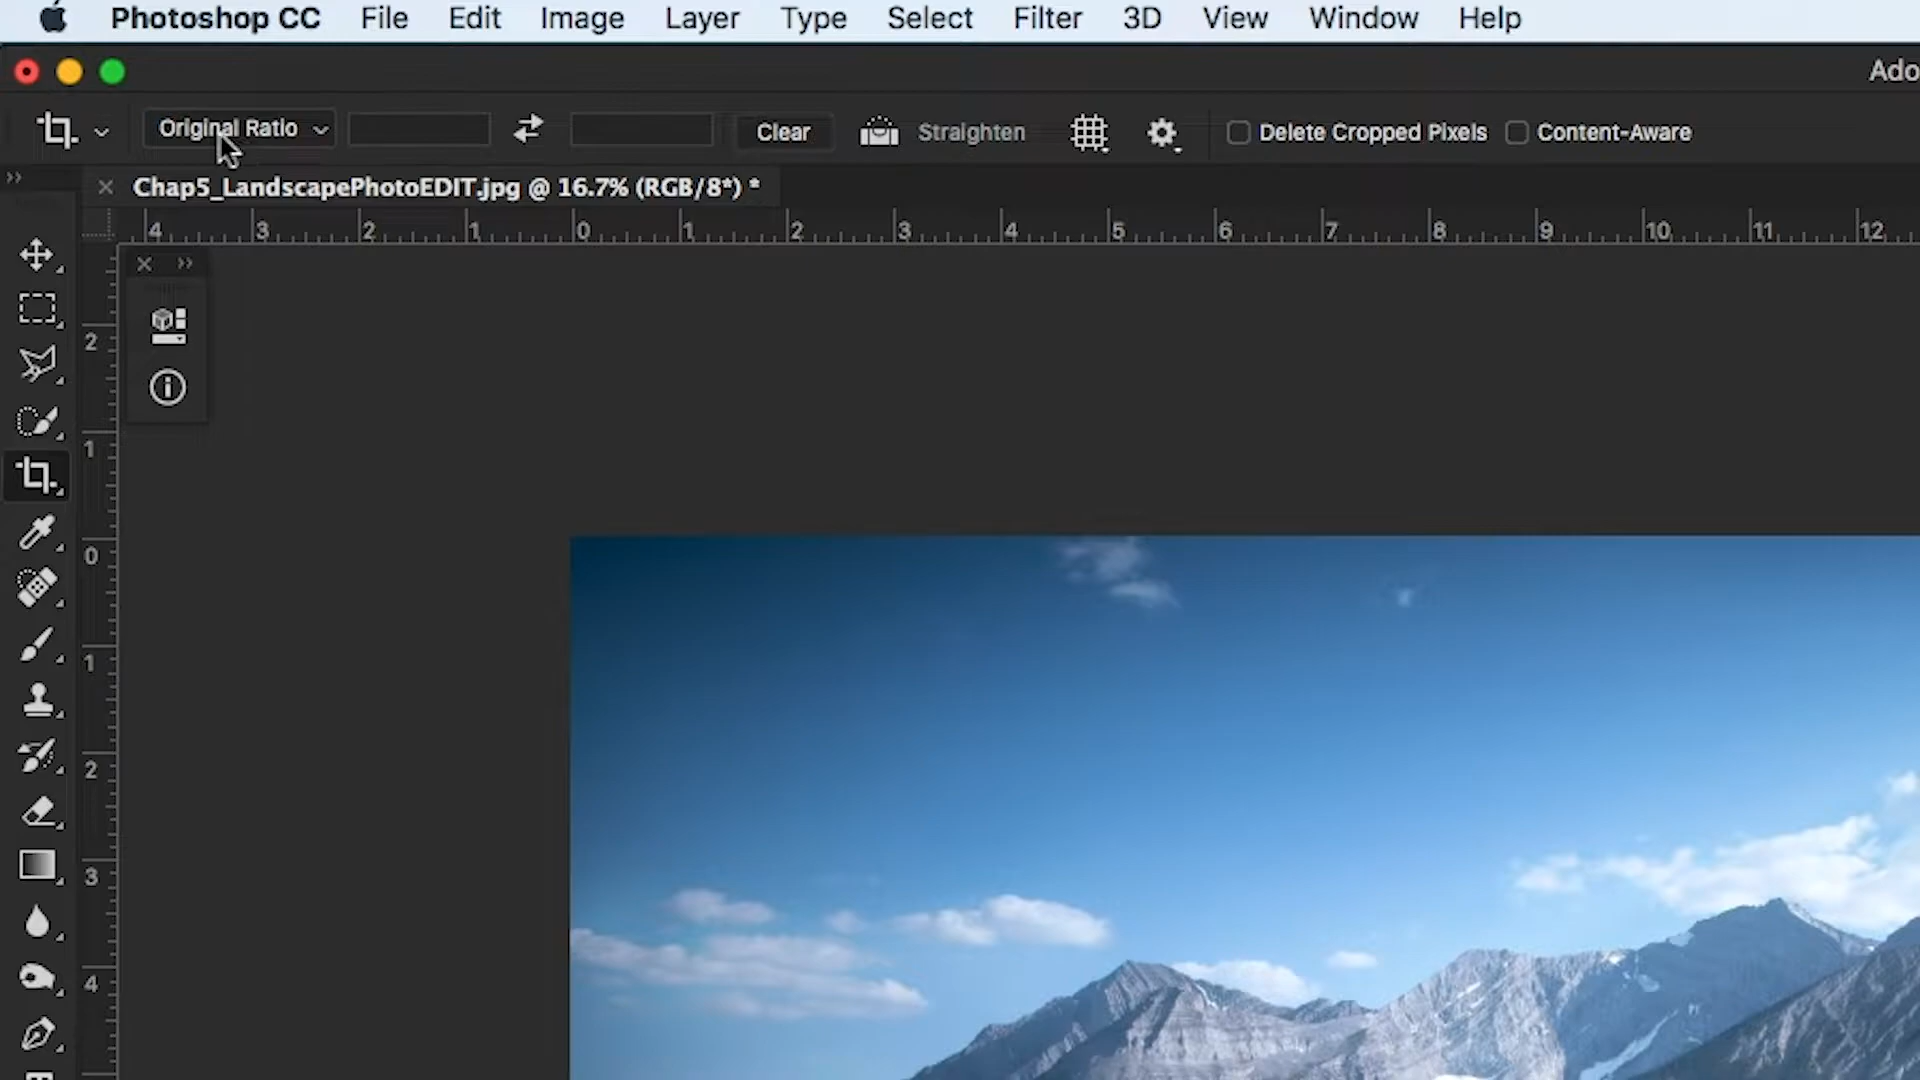 Photoshop CC File Edit Image Layer Type Select Filter 3D View Window Help
Ado
Original Ratio Clear Straighten Delete Cropped Pixels Content-Aware
Chap5_LandscapePhotoEDIT.jpg @ 16.7% (RGB/8*) *
4 3 2 1 0 1 2 3 4 5 6 7 8 9 10 11 12
2
1
0
1
2
3
4